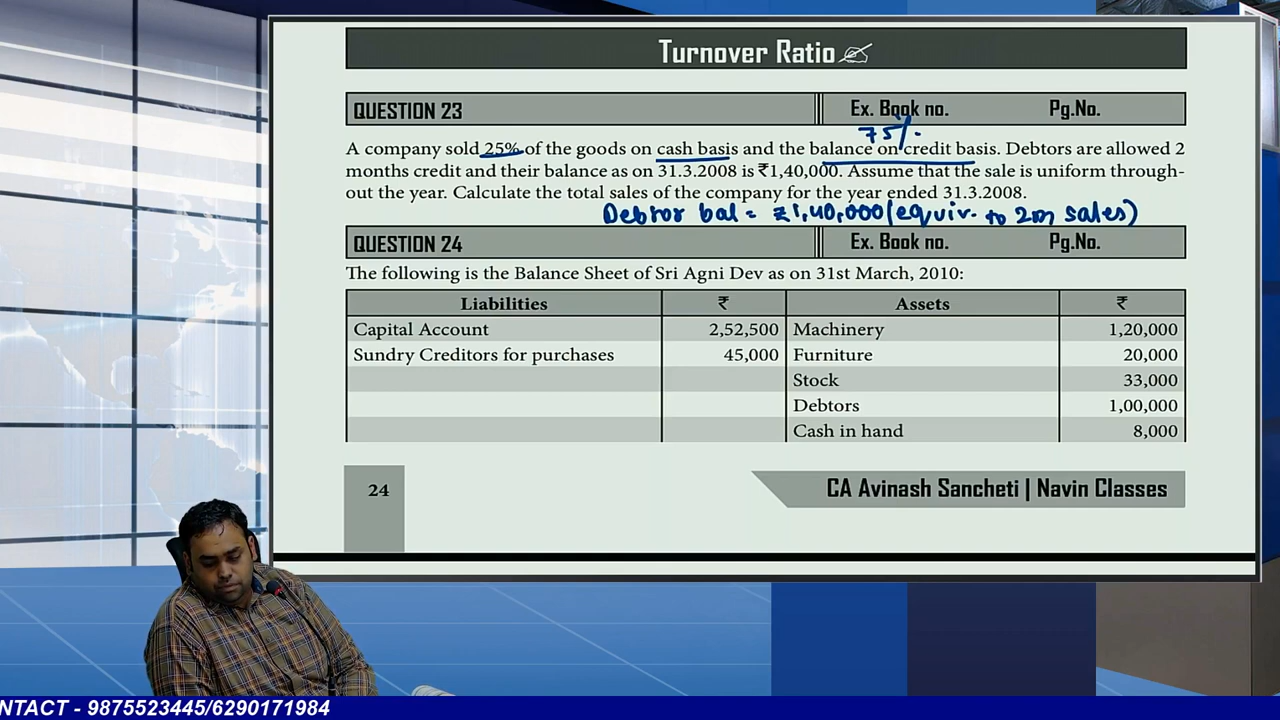 Turnover Ratio
QUESTION 23 Ex. Book no. Pg.No.
75%.
A company sold 25% of the goods on cash basis and the balance on credit basis. Debtors are allowed 2
months credit and their balance as on 31.3.2008 is ₹1,40,000. Assume that the sale is uniform through-
out the year. Calculate the total sales of the company for the year ended 31.3.2008.
Debtor bal = ₹1,40,000 (equiv. to 2m sales)
QUESTION 24 Ex. Book no. Pg.No.
The following is the Balance Sheet of Sri Agni Dev as on 31st March, 2010:
Liabilities ₹ Assets ₹
Capital Account 2,52,500 Machinery 1,20,000
Sundry Creditors for purchases 45,000 Furniture 20,000
Stock 33,000
Debtors 1,00,000
Cash in hand 8,000
24 CA Avinash Sancheti | Navin Classes
NTACT - 9875523445/6290171984